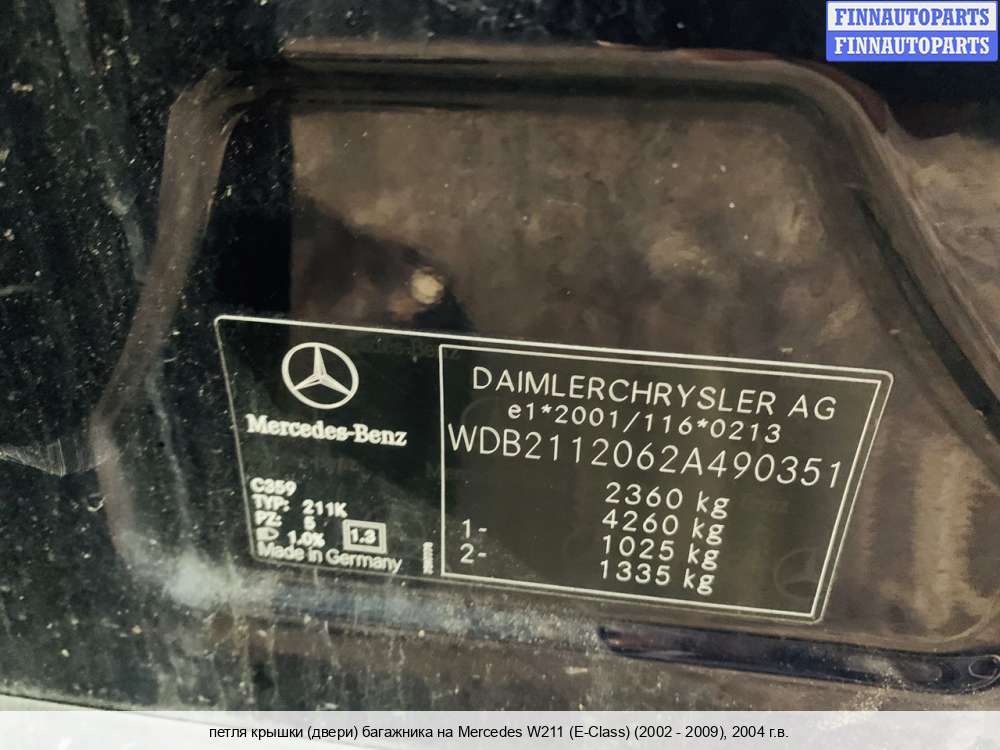 FINNAUTOPARTS
FINNAUTOPARTS
Mercedes-Benz
C359
TYP: 211K
PZ: 5
1.0% 1.3
Made in Germany
DAIMLERCHRYSLER AG
e1*2001/116*0213
WDB2112062A490351
2360 kg
4260 kg
1- 1025 kg
2- 1335 kg
петля крышки (двери) багажника на Mercedes W211 (E-Class) (2002 - 2009), 2004 г.в.